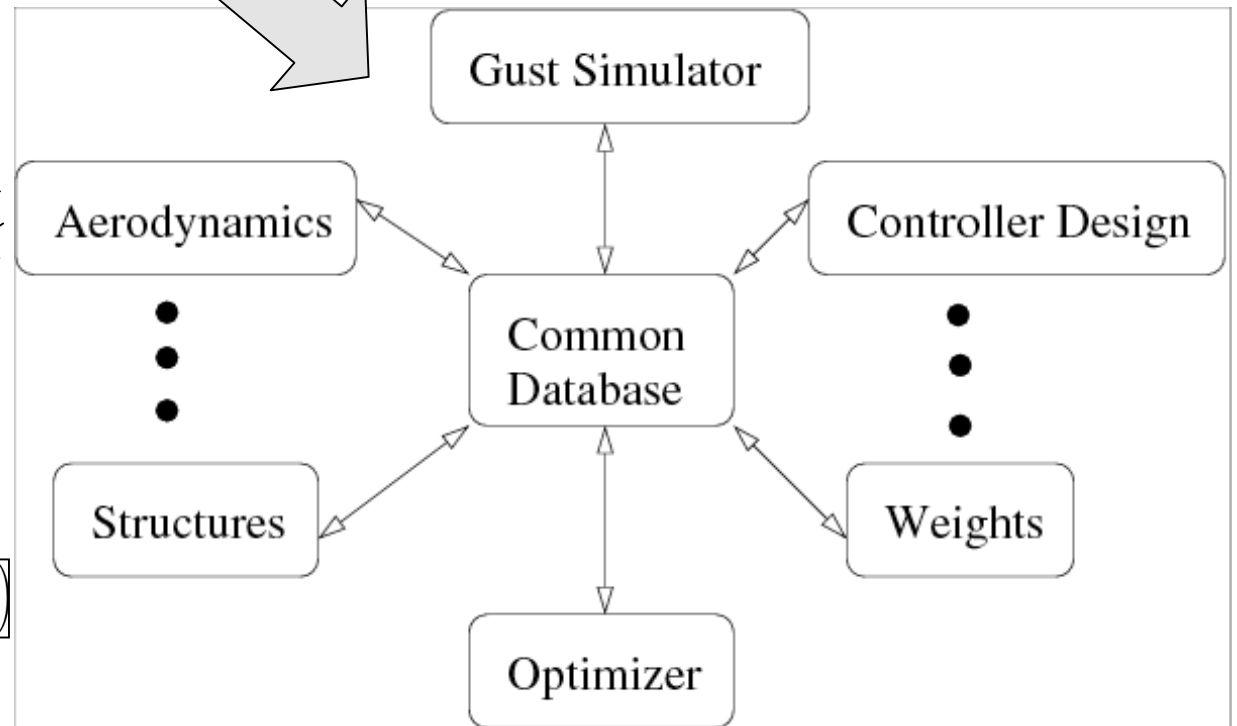 Gust Simulator
Aerodynamics
Controller Design
Common
Database
Structures
Weights
Optimizer